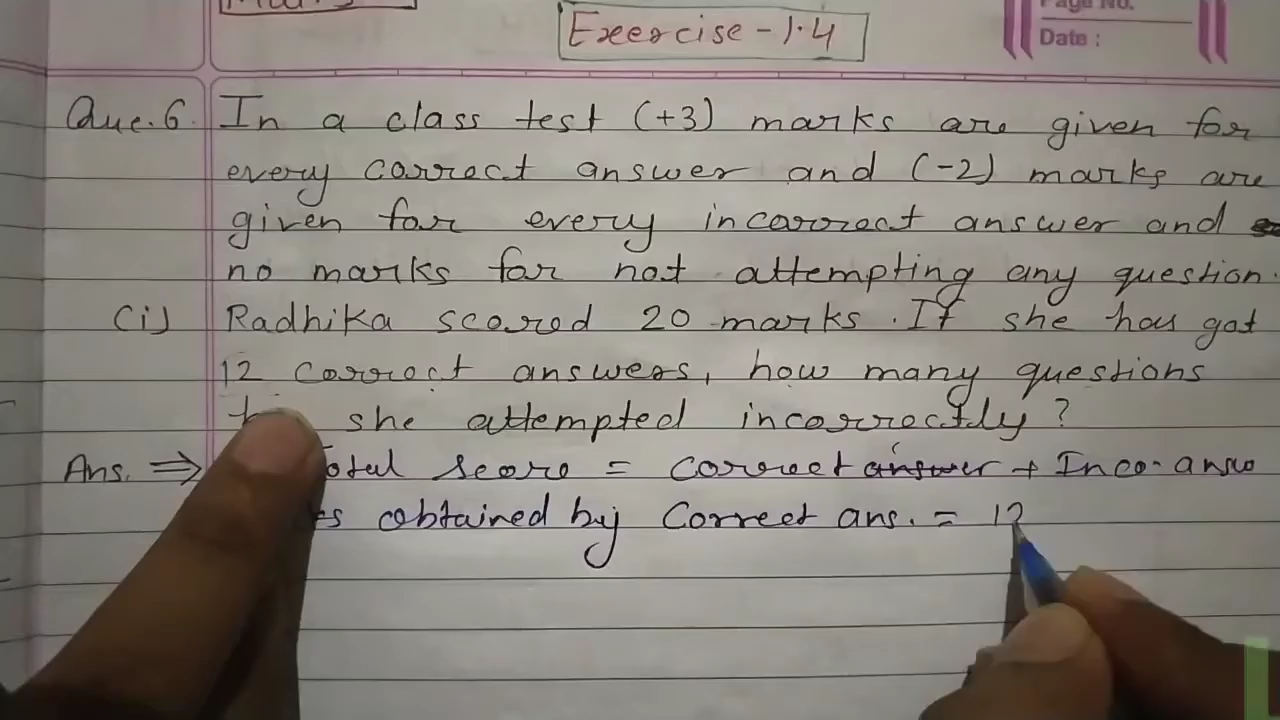 Exercise - 1.4
Page No.
Date :
Que. 6. In a class test (+3) marks are given for
every correct answer and (-2) marks are
given for every incorrect answer and
no marks for not attempting any question.
(i) Radhika scored 20 marks. If she has got
12 correct answers, how many questions
she attempted incorrectly?
Ans. ⇒ Total score = correct answer + Inco. answ
obtained by Correct ans. = 12